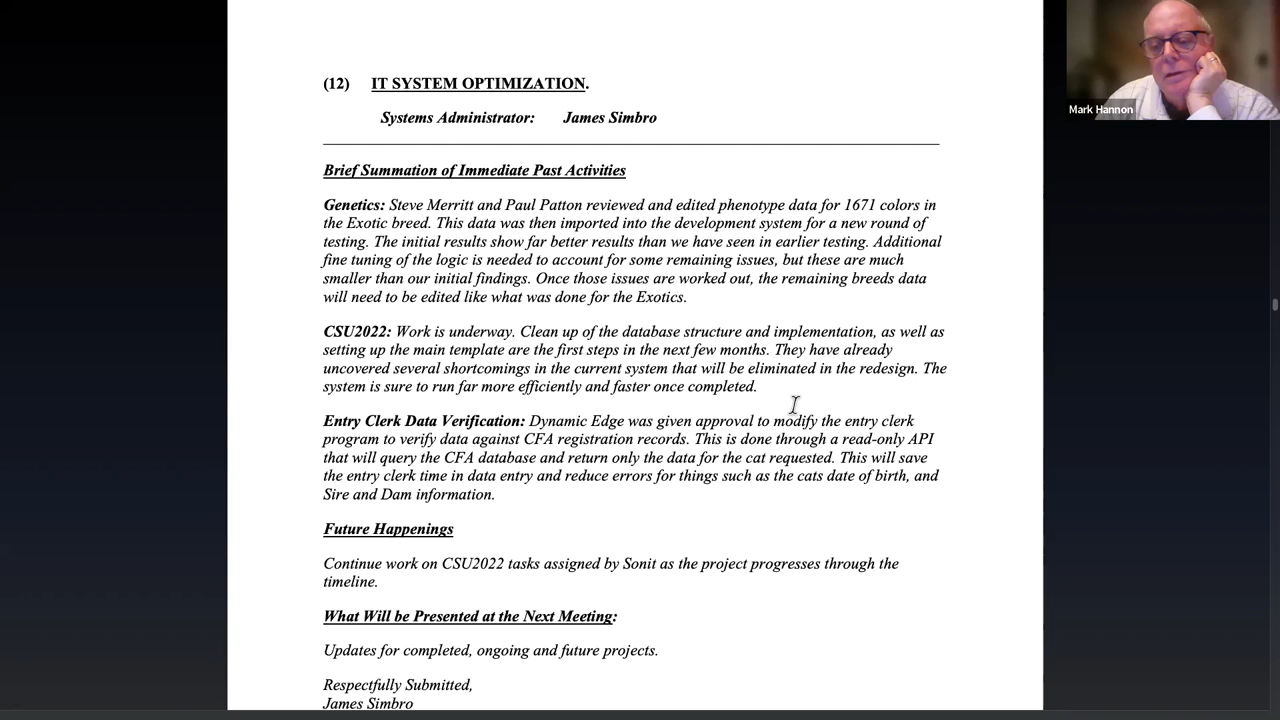 (12) IT SYSTEM OPTIMIZATION.
Mark Hannon
Systems Administrator: James Simbro
Brief Summation of Immediate Past Activities
Genetics: Steve Merritt and Paul Patton reviewed and edited phenotype data for 1671 colors in
the Exotic breed. This data was then imported into the development system for a new round of
testing. The initial results show far better results than we have seen in earlier testing. Additional
fine tuning of the logic is needed to account for some remaining issues, but these are much
smaller than our initial findings. Once those issues are worked out, the remaining breeds data
will need to be edited like what was done for the Exotics.
CSU2022: Work is underway. Clean up of the database structure and implementation, as well as
setting up the main template are the first steps in the next few months. They have already
uncovered several shortcomings in the current system that will be eliminated in the redesign. The
system is sure to run far more efficiently and faster once completed.
Entry Clerk Data Verification: Dynamic Edge was given approval to modify the entry clerk
program to verify data against CFA registration records. This is done through a read-only API
that will query the CFA database and return only the data for the cat requested. This will save
the entry clerk time in data entry and reduce errors for things such as the cats date of birth, and
Sire and Dam information.
Future Happenings
Continue work on CSU2022 tasks assigned by Sonit as the project progresses through the
timeline.
What Will be Presented at the Next Meeting:
Updates for completed, ongoing and future projects.
Respectfully Submitted,
James Simbro